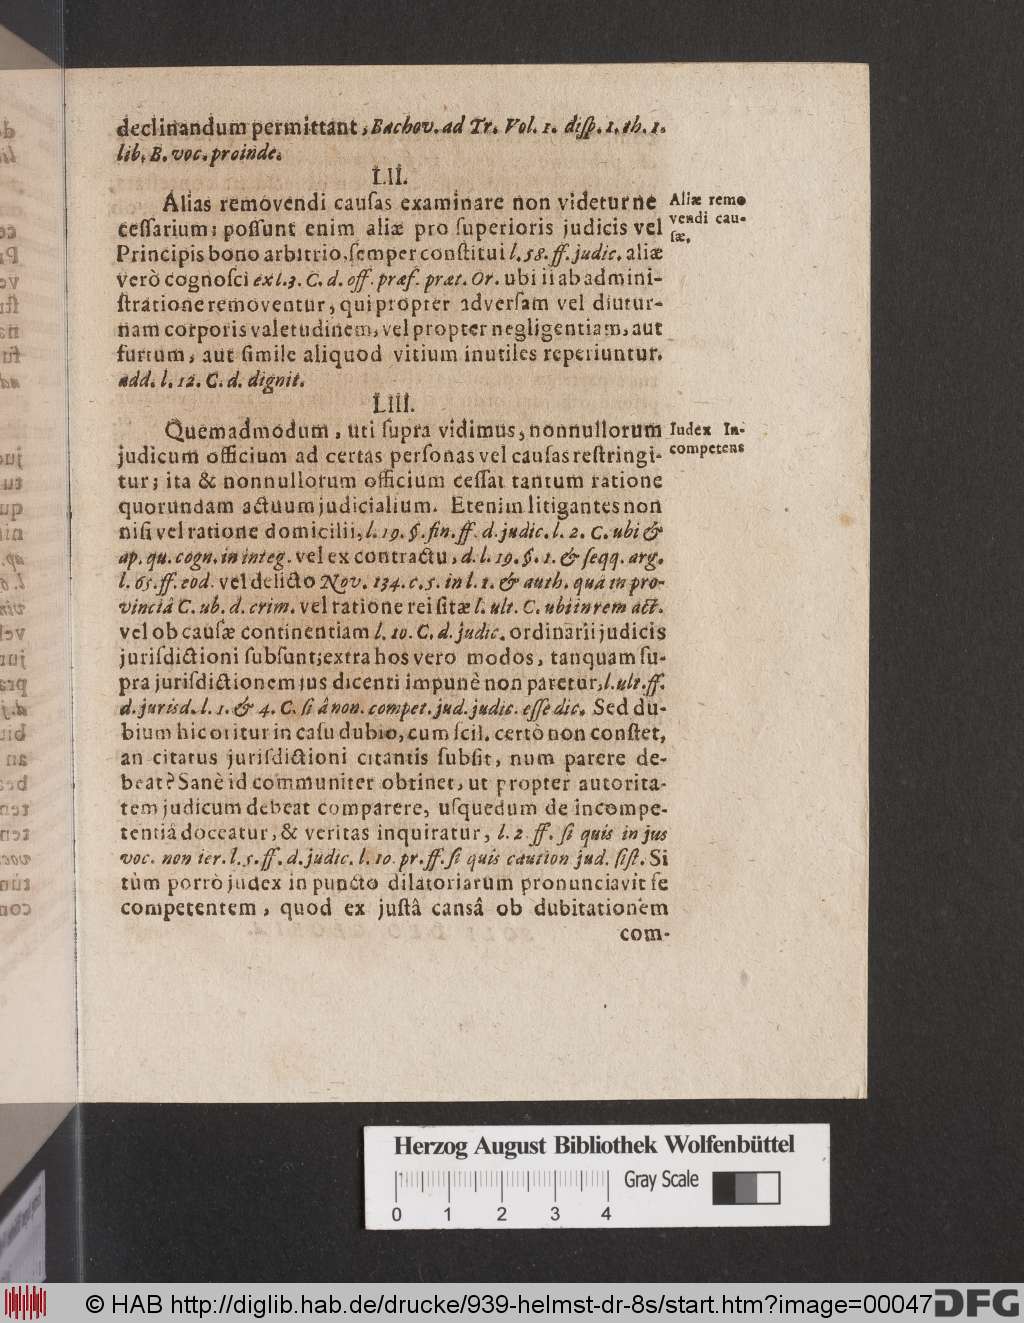 declinandum permittant, Bachov. ad Tr. Vol. 1. disp. 1. th. 1.
lib. B. voc. proinde.
LII.
Alias removendi causas examinare non videtur ne
cessarium; possunt enim aliæ pro superioris judicis vel
Principis bono arbitrio, semper constitui l. 58. ff. judic. aliæ
verò cognosci ex l. 3. C. d. off. præf. præt. Or. ubi ii ab admini-
stratione removentur, qui propter adversam vel diutur-
nam corporis valetudinem, vel propter negligentiam, aut
furtum, aut simile aliquod vitium inutiles reperiuntur.
add. l. 12. C. d. dignit.
Aliæ remo
vendi cau-
sæ.
LIII.
Quemadmodum, uti supra vidimus, nonnullorum
judicum officium ad certas personas vel causas restringi-
tur; ita & nonnullorum officium cessat tantum ratione
quorundam actuum judicialium. Etenim litigantes non
nisi vel ratione domicilii, l. 19. §. fin. ff. d. judic. l. 2. C. ubi &
ap. qu. cogn. in integ. vel ex contractu, d. l. 19. §. 1. & seqq. arg.
l. 65. ff. eod. vel delicto Nov. 134. c. 5. in l. 1. & auth. qua in pro-
vinciâ C. ub. d. crim. vel ratione rei sitæ l. ult. C. ubi in rem act.
vel ob causæ continentiam l. 10. C. d. judic. ordinarii judicis
jurisdictioni subsunt; extra hos vero modos, tanquam su-
pra jurisdictionem jus dicenti impunè non paretur, l. ult. ff.
d. jurisd. l. 1. & 4. C. si â non. compet. jud. judic. esse dic. Sed du-
bium hic oritur in casu dubio, cum scil. certò non constet,
an citatus jurisdictioni citantis subsit, num parere de-
beat? Sanè id communiter obtinet, ut propter autorita-
tem judicum debeat comparere, usquedum de incompe-
tentiâ doceatur, & veritas inquiratur, l. 2. ff. si quis in jus
voc. non ier. l. 5. ff. d. judic. l. 10. pr. ff. si quis caution jud. sist. Si
tùm porrò judex in puncto dilatoriarum pronunciavit se
competentem, quod ex justâ cansâ ob dubitationem
com-
Iudex In-
competens
Herzog August Bibliothek Wolfenbüttel
0 1 2 3 4
Gray Scale
© HAB http://diglib.hab.de/drucke/939-helmst-dr-8s/start.htm?image=00047
DFG